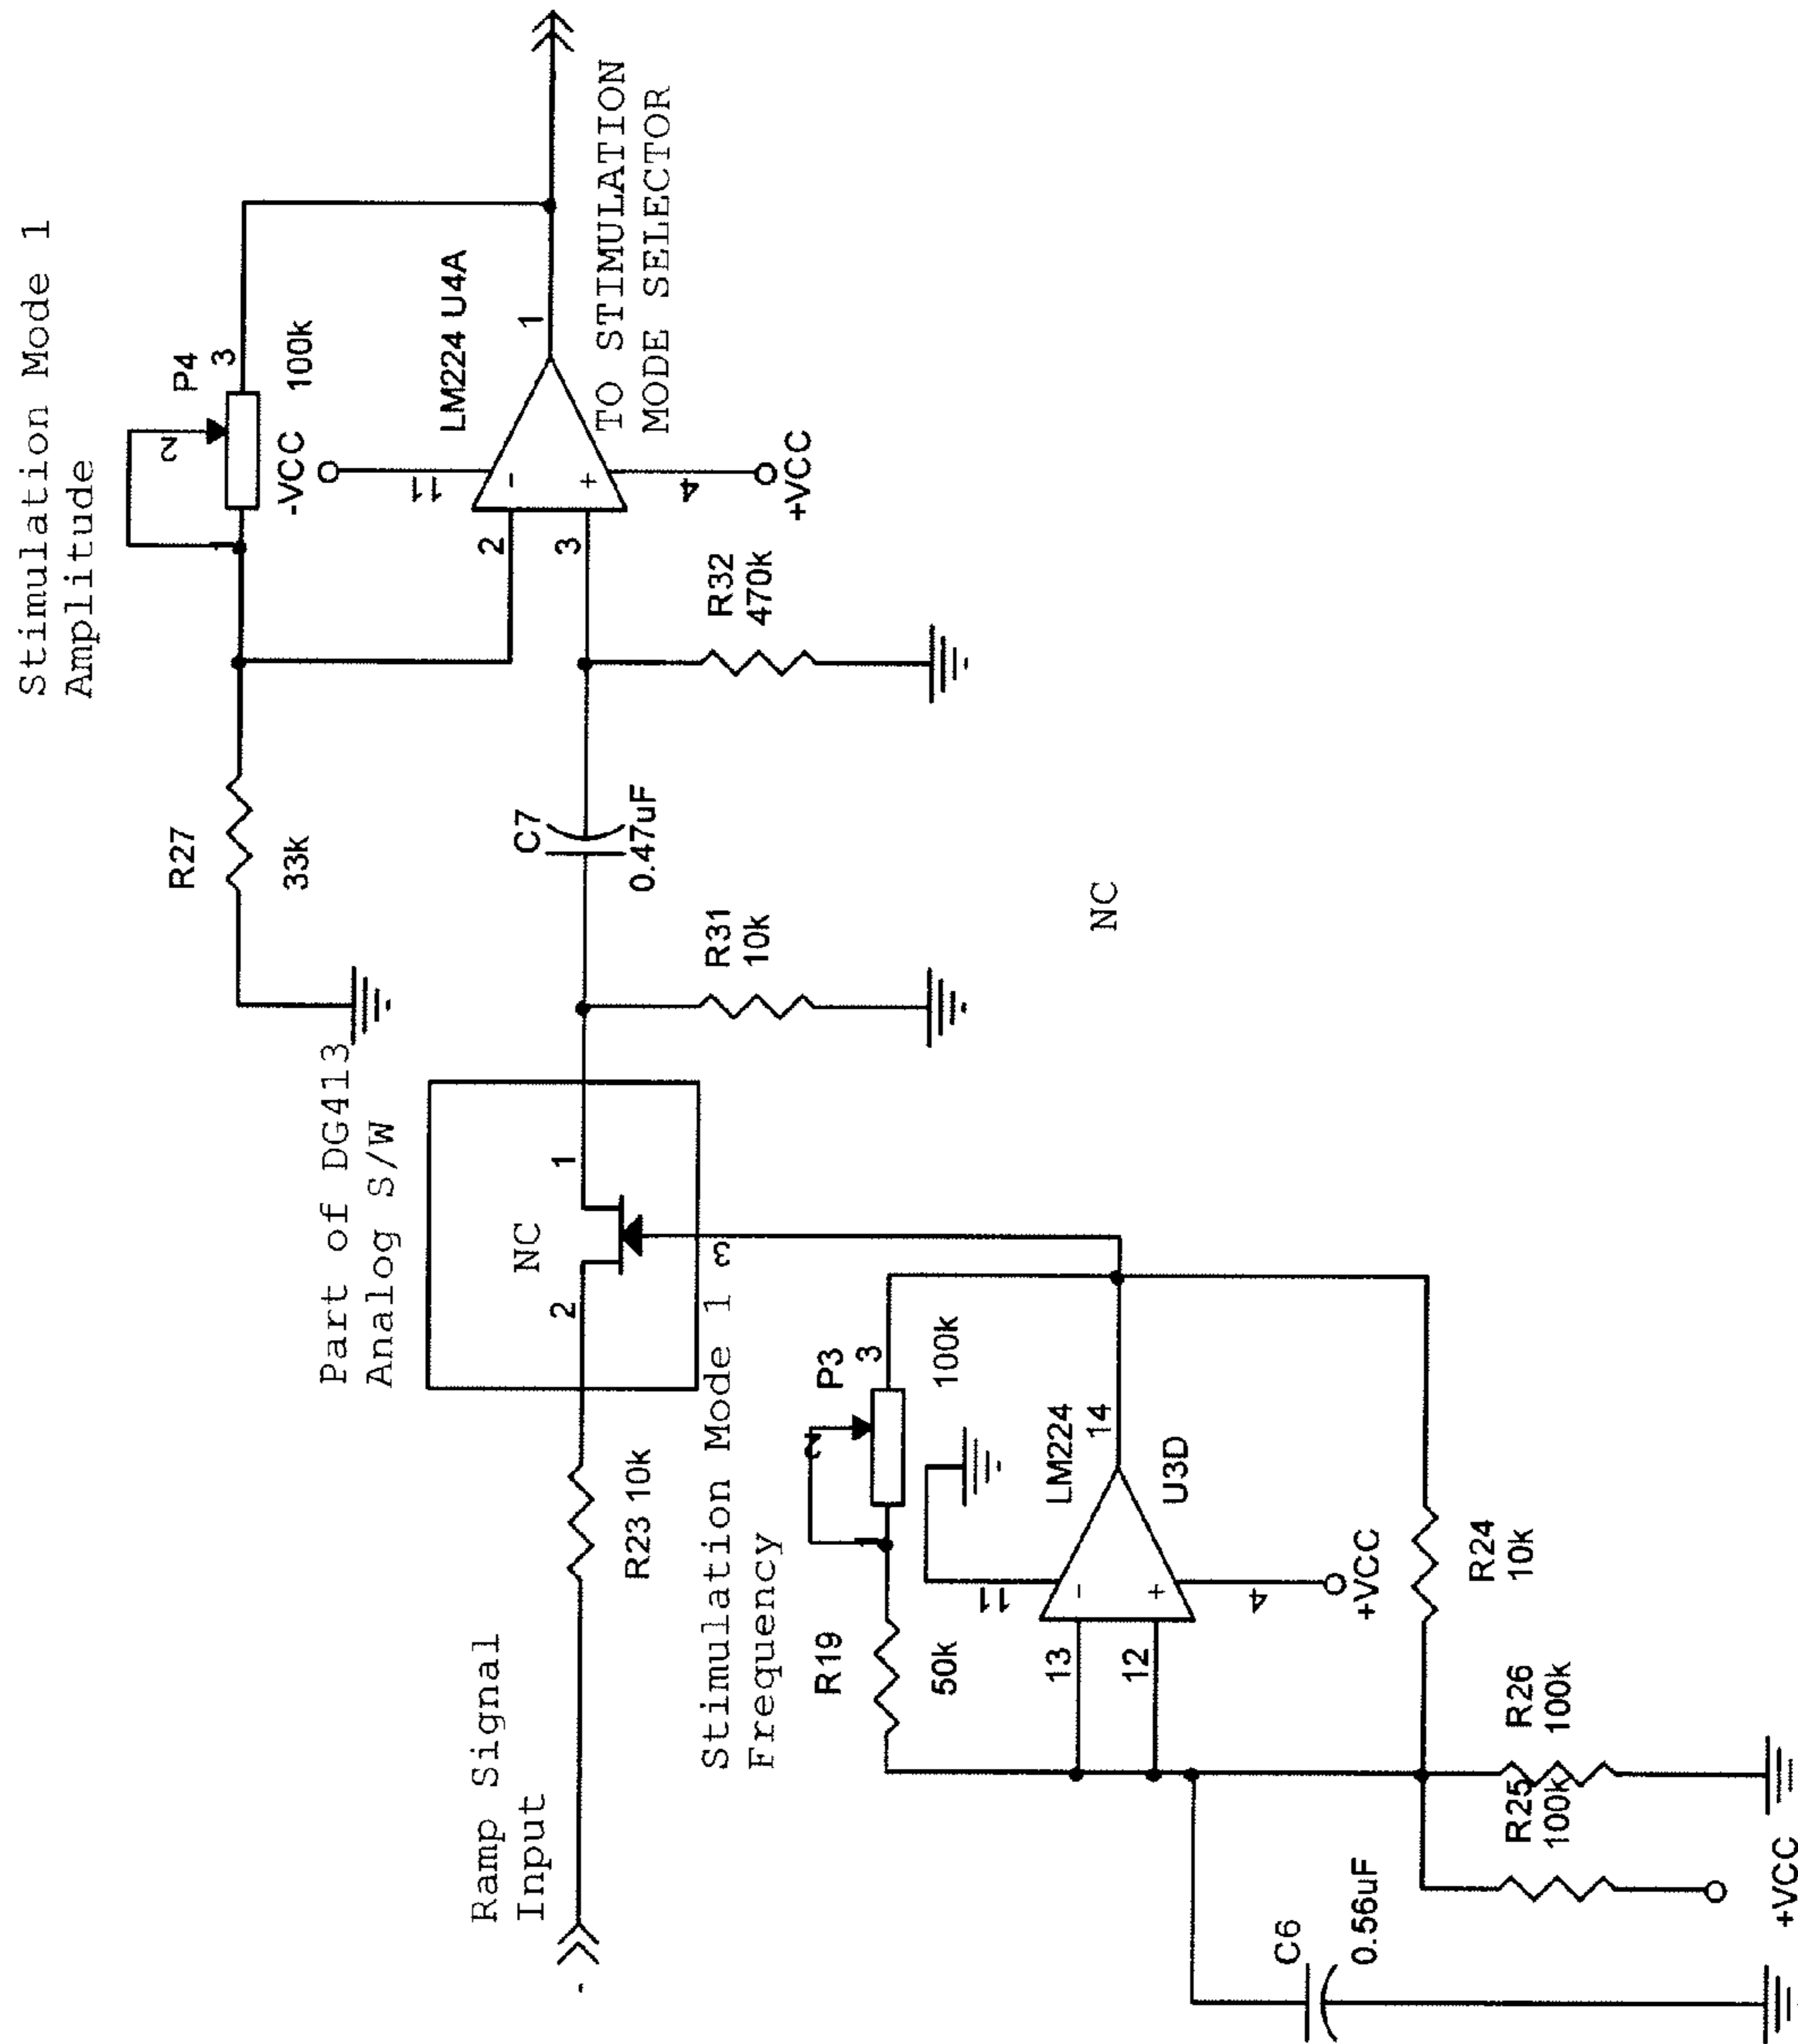 Stimulation Mode 1
Amplitude
P4
2
3
100k
-VCC
11
LM224 U4A
1
2
3
-
+
4
+VCC
TO STIMULATION
MODE SELECTOR
R27
33k
C7
0.47uF
R32
470k
R31
10k
NC
Part of DG413
Analog S/W
NC
1
2
3
R23 10k
Ramp Signal
Input
-
Stimulation Mode 1
Frequency
P3
2
3
100k
R19
50k
LM224
14
U3D
11
13
12
-
+
4
+VCC
R24
10k
R26
100k
R25
100k
+VCC
C6
0.56uF